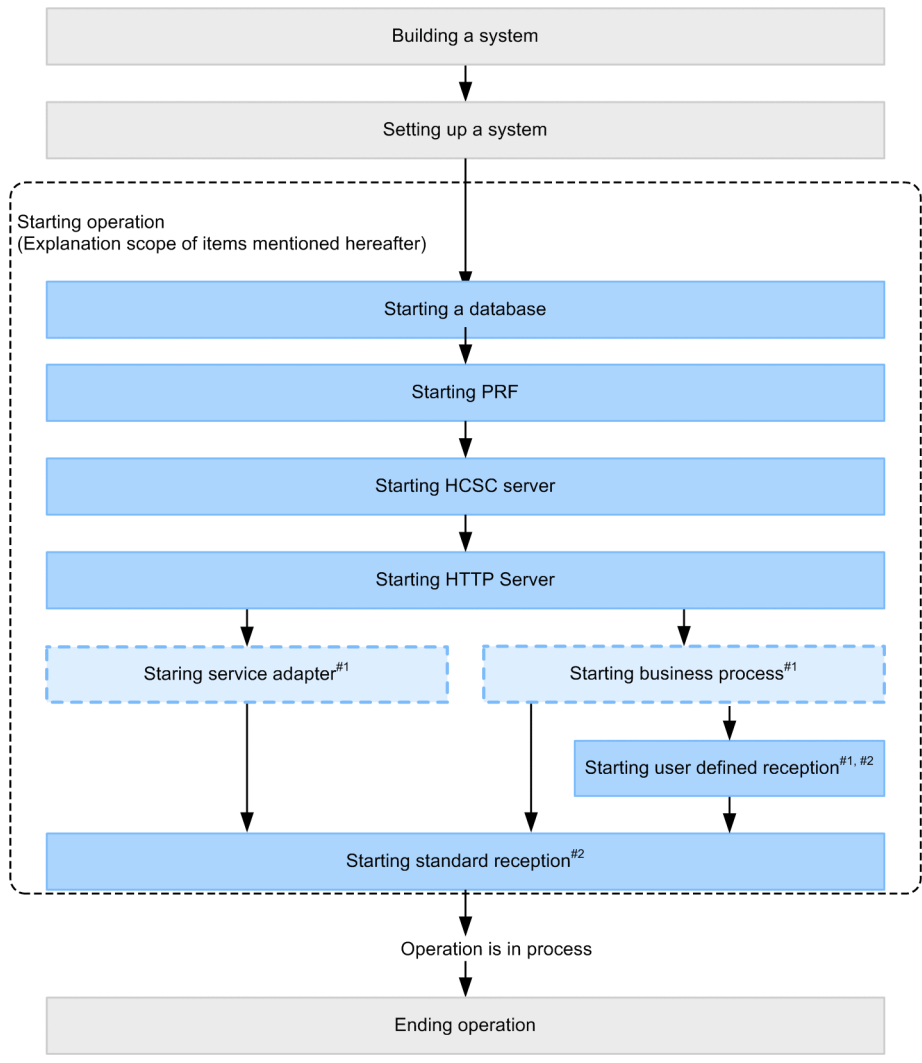 Building a system
Setting up a system
Starting operation
(Explanation scope of items mentioned hereafter)
Starting a database
Starting PRF
Starting HCSC server
Starting HTTP Server
Staring service adapter#1
Starting business process#1
Starting user defined reception#1, #2
Starting standard reception#2
Operation is in process
Ending operation